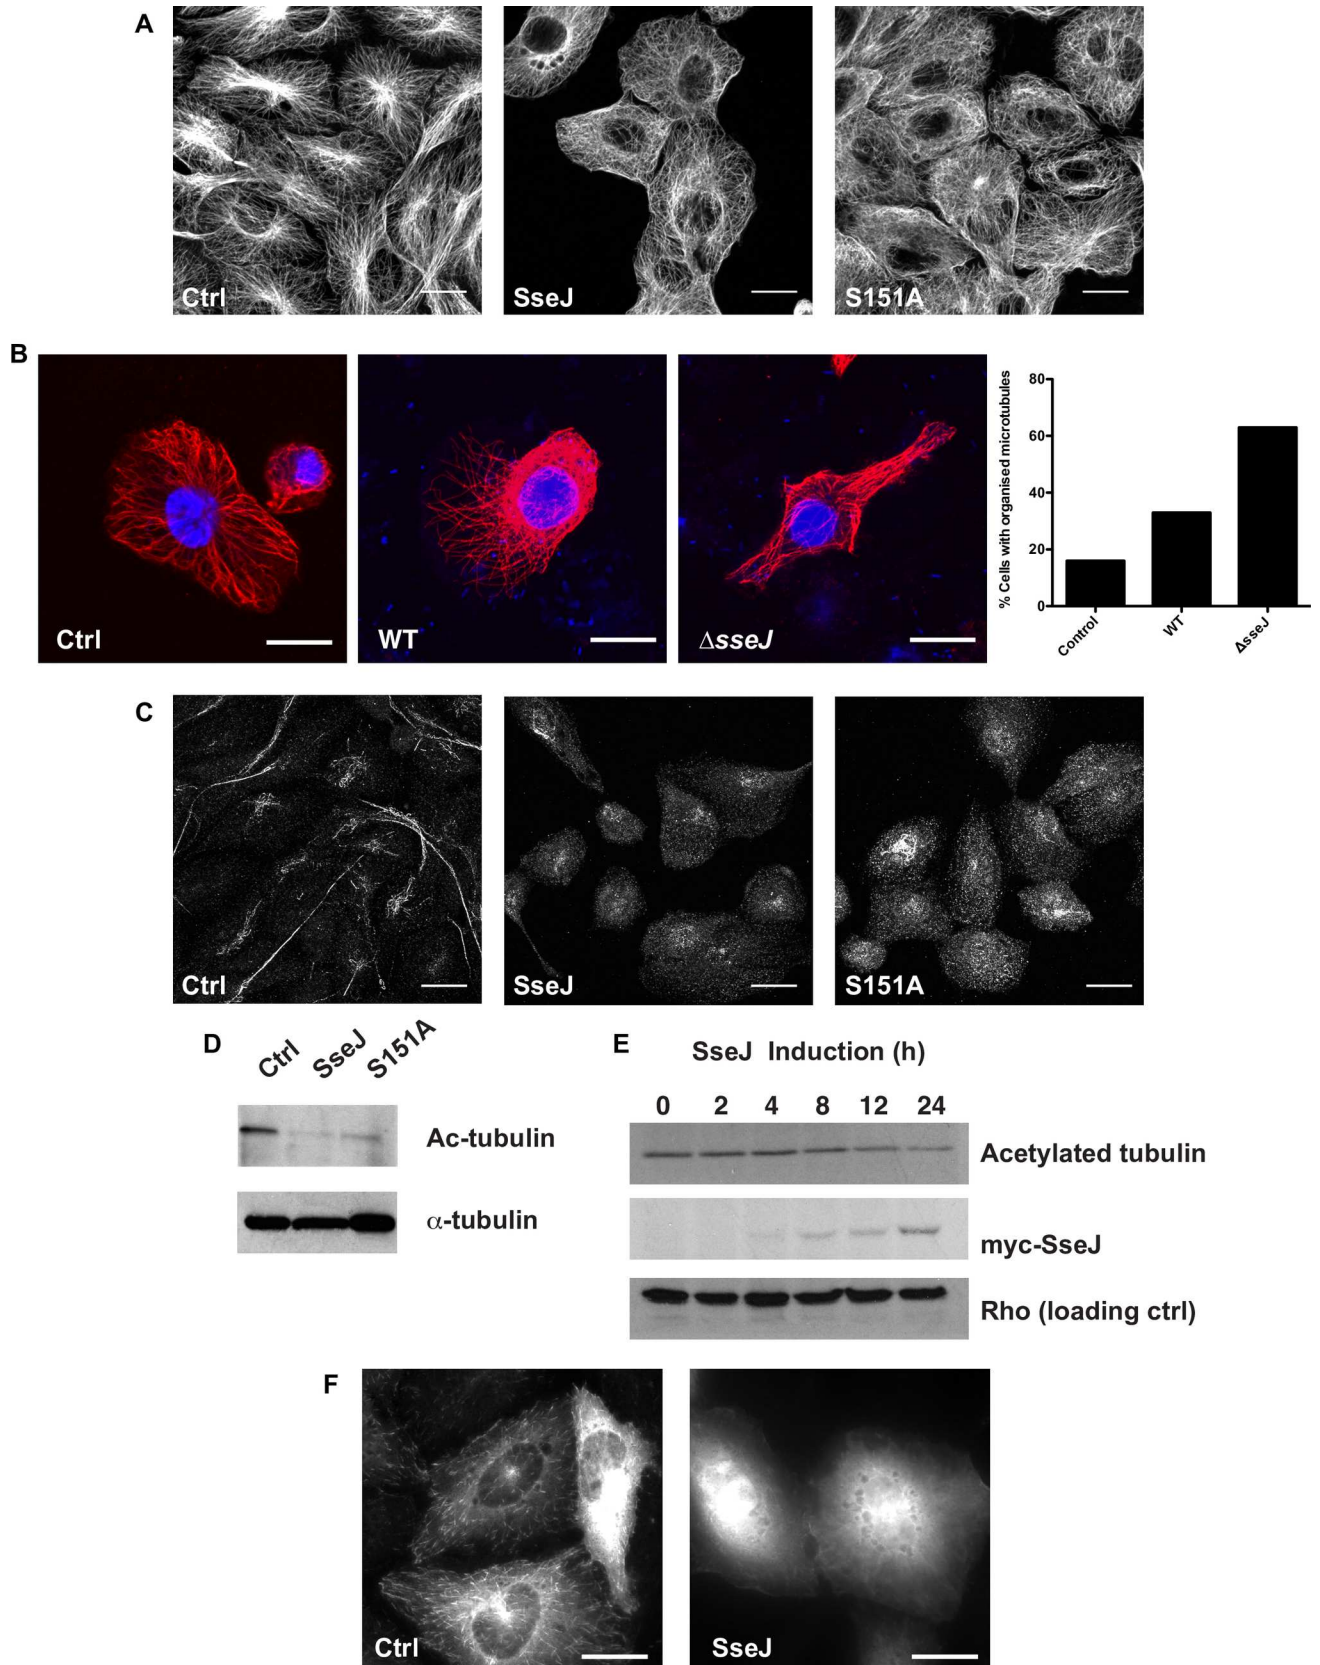 A
Ctrl
SseJ
S151A
B
Ctrl
WT
ΔsseJ
% Cells with organised microtubules
80
60
40
20
0
Control
WT
ΔsseJ
C
Ctrl
SseJ
S151A
D
Ctrl
SseJ
S151A
Ac-tubulin
α-tubulin
E
SseJ Induction (h)
0 2 4 8 12 24
Acetylated tubulin
myc-SseJ
Rho (loading ctrl)
F
Ctrl
SseJ